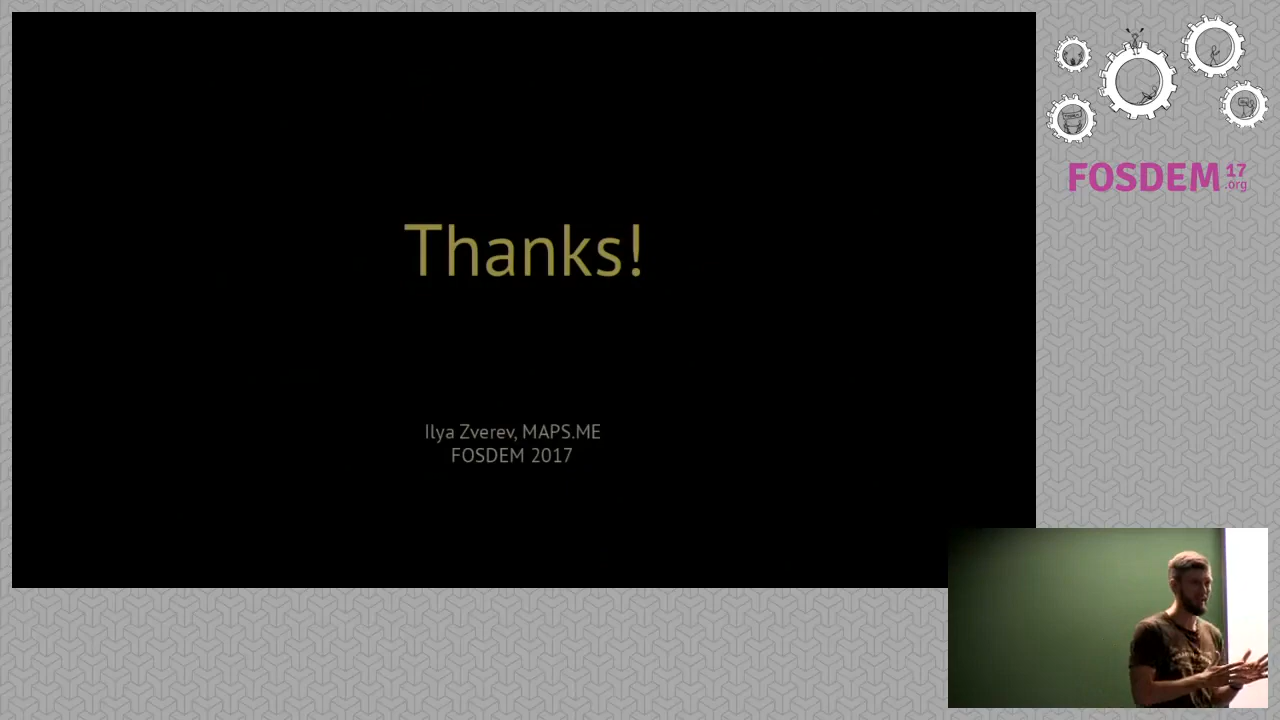 Thanks!
Ilya Zverev, MAPS.ME
FOSDEM 2017
FOSDEM 17
.org